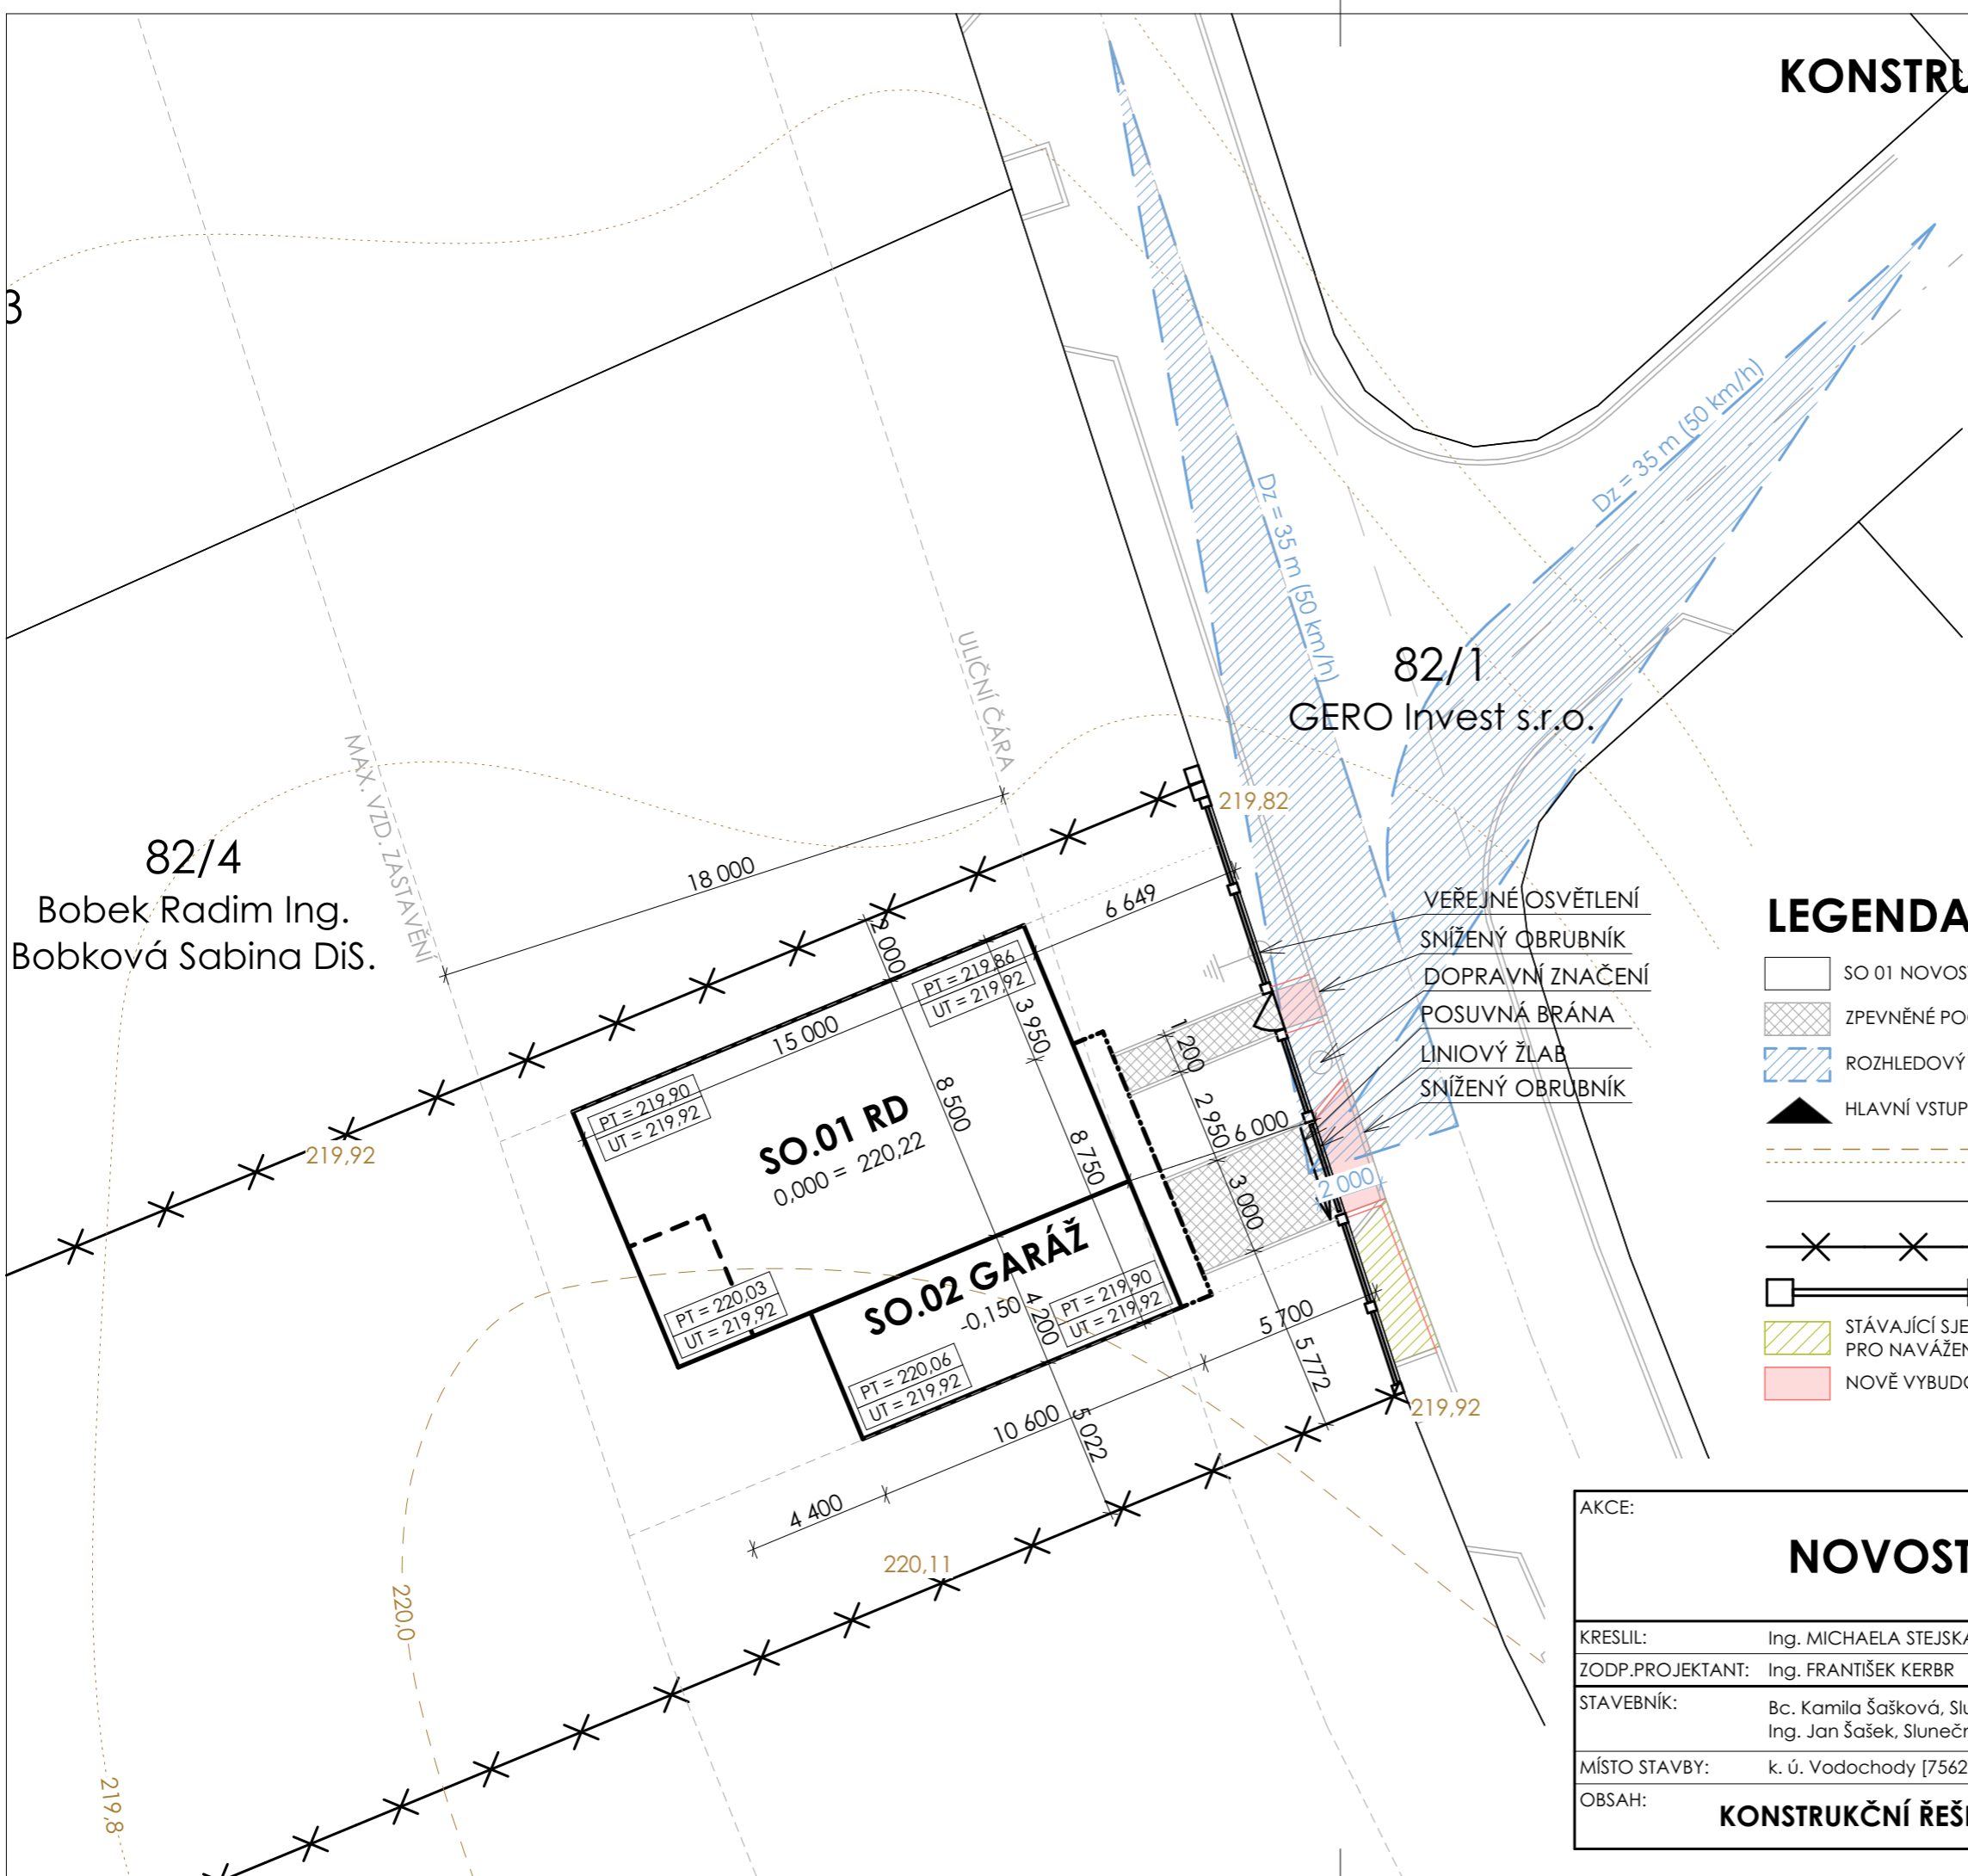 KONSTRU
3
Dz = 35 m (50 km/h)
Dz = 35 m (50 km/h)
ULIČNÍ ČÁRA
MAX. VZD. ZASTAVĚNÍ
82/1
GERO Invest s.r.o.
219,82
82/4
Bobek Radim Ing.
Bobková Sabina DiS.
18 000
6 649
2 000
VEŘEJNÉ OSVĚTLENÍ
SNÍŽENÝ OBRUBNÍK
DOPRAVNÍ ZNAČENÍ
POSUVNÁ BRÁNA
LINIOVÝ ŽLAB
SNÍŽENÝ OBRUBNÍK
LEGENDA
SO 01 NOVOS
ZPEVNĚNÉ PO
ROZHLEDOVÝ
HLAVNÍ VSTUP
STÁVAJÍCÍ SJE
PRO NAVÁŽEN
NOVĚ VYBUDO
PT = 219,86
UT = 219,92
15 000
3 950
1 200
PT = 219,90
UT = 219,92
8 500
2 950
6 000
SO.01 RD
0,000 = 220,22
8 750
219,92
3 000
2 000
SO.02 GARÁŽ
-0,150
4 200
PT = 219,90
UT = 219,92
PT = 220,03
UT = 219,92
5 700
5 772
PT = 220,06
UT = 219,92
219,92
10 600
5 022
4 400
220,11
220,0
219,8
AKCE:
NOVOST
KRESLIL: Ing. MICHAELA STEJSKA
ZODP.PROJEKTANT: Ing. FRANTIŠEK KERBR
STAVEBNÍK: Bc. Kamila Šašková, Slu
Ing. Jan Šašek, Slunečn
MÍSTO STAVBY: k. ú. Vodochody [7562
OBSAH:
KONSTRUKČNÍ ŘEŠ